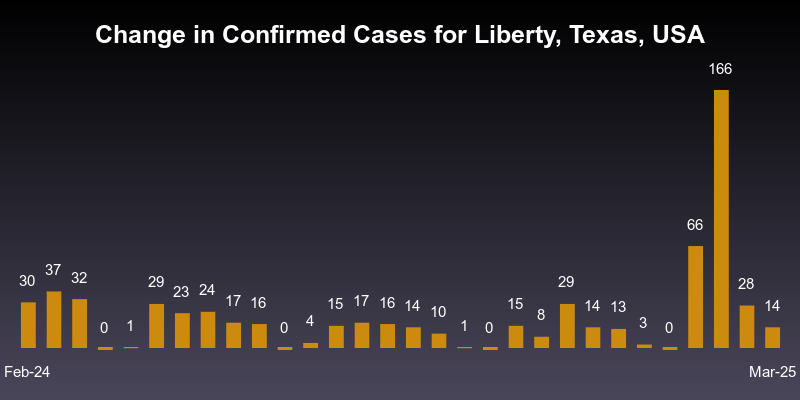 Change in Confirmed Cases for Liberty, Texas, USA
166
66
37
30 32 29 29 28
23 24
17 16 15 17 16 14 10 15 14 13 14
0 1 0 4 1 0 8 3 0
Feb-24 Mar-25